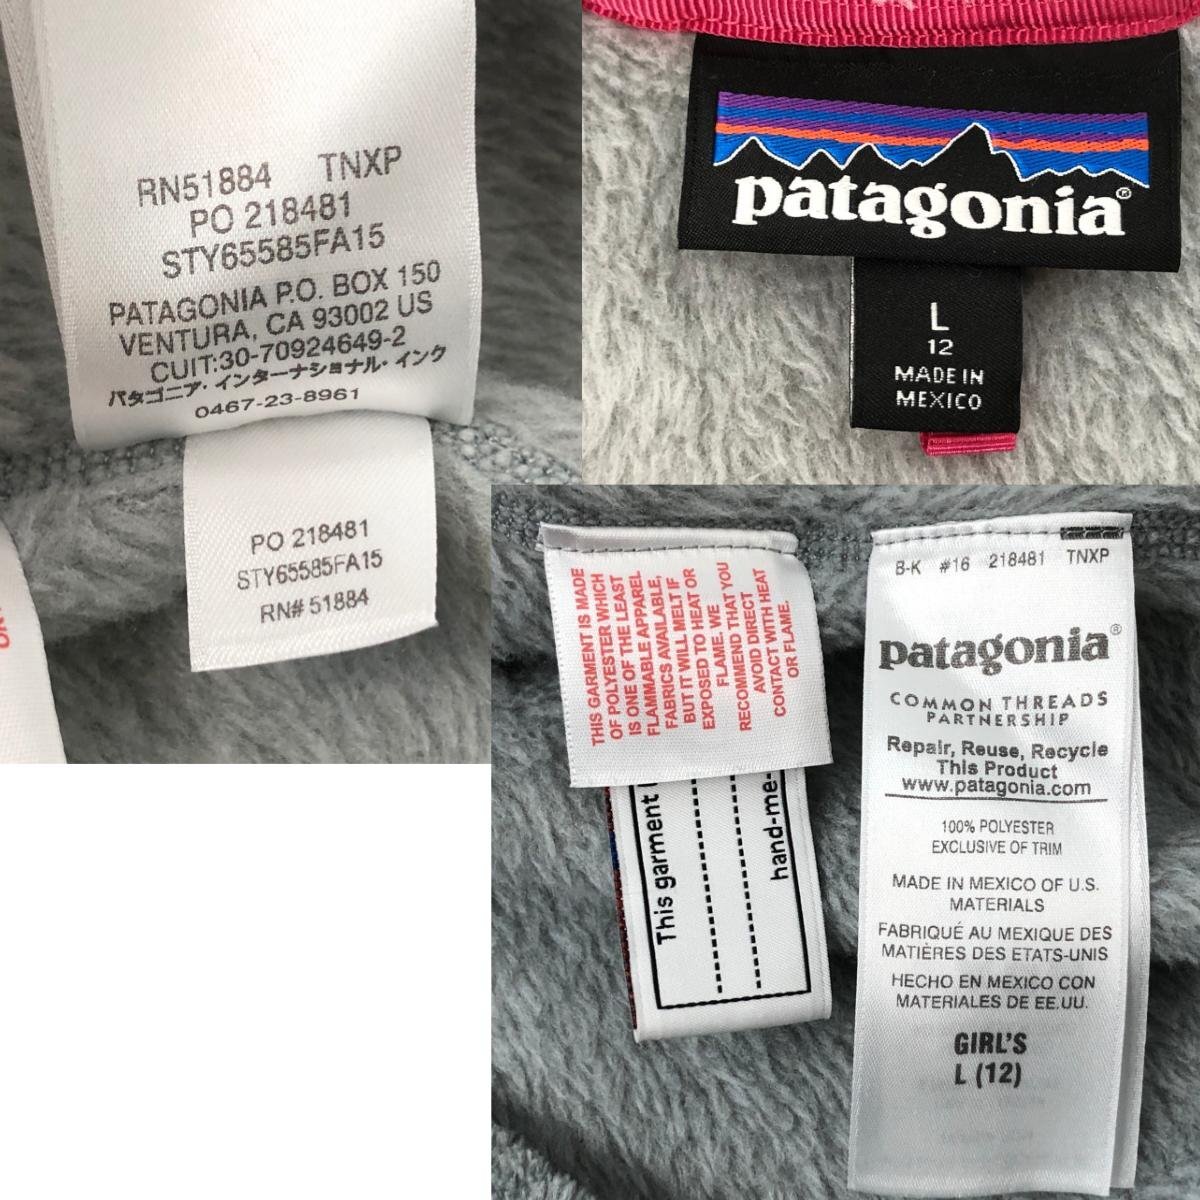 RN51884 TNXP
PO 218481
STY65585FA15
PATAGONIA P.O. BOX 150
VENTURA, CA 93002 US
CUIT:30-70924649-2
パタゴニア・インターナショナル・インク
0467-23-8961
PO 218481
STY65585FA15
RN# 51884
patagonia®
L
12
MADE IN
MEXICO
THIS GARMENT IS MADE
OF POLYESTER WHICH
IS ONE OF THE LEAST
FLAMMABLE APPAREL
FABRICS AVAILABLE,
BUT IT WILL MELT IF
EXPOSED TO HEAT OR
FLAME. WE
RECOMMEND THAT YOU
AVOID DIRECT
CONTACT WITH HEAT
OR FLAME.
This garment
hand-me-
B-K #16 218481 TNXP
patagonia®
COMMON THREADS
PARTNERSHIP
Repair, Reuse, Recycle
This Product
www.patagonia.com
100% POLYESTER
EXCLUSIVE OF TRIM
MADE IN MEXICO OF U.S.
MATERIALS
FABRIQUÉ AU MEXIQUE DES
MATIÈRES DES ETATS-UNIS
HECHO EN MEXICO CON
MATERIALES DE EE.UU.
GIRL'S
L (12)